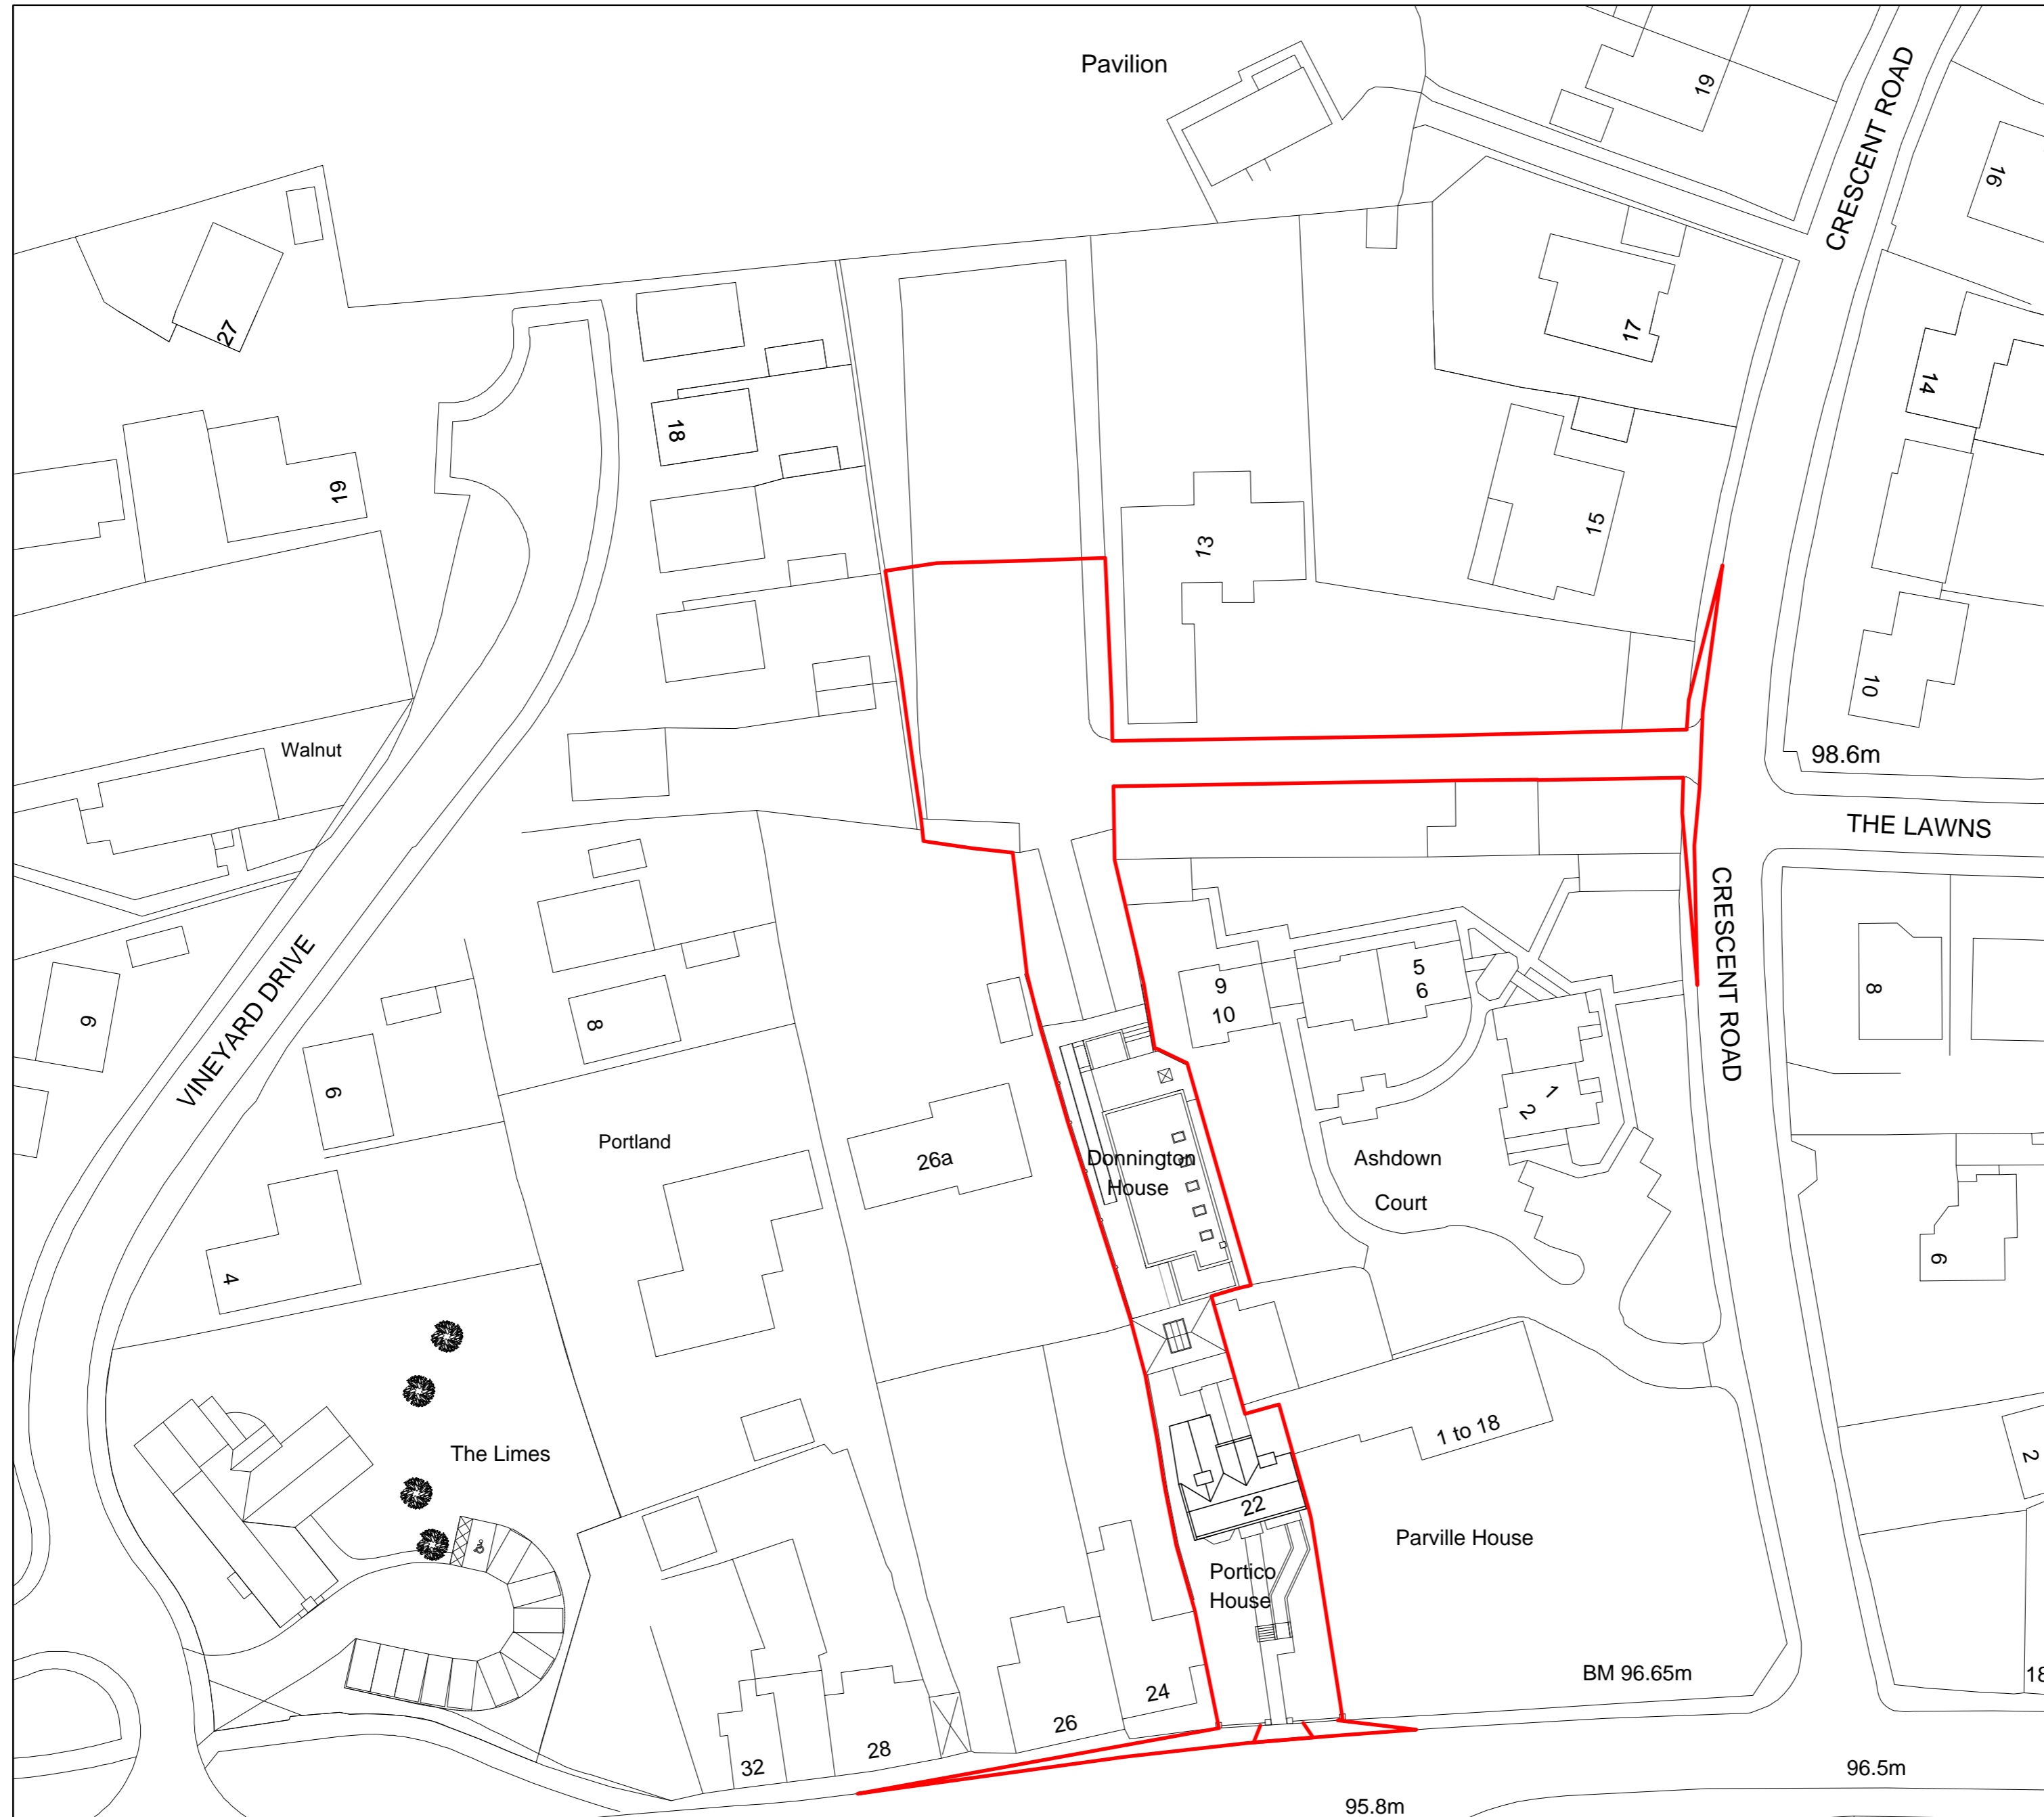 Pavilion
19
CRESCENT ROAD
16
27
17
14
18
19
15
13
10
98.6m
Walnut
THE LAWNS
CRESCENT ROAD
VINEYARD DRIVE
9
8
6
4
8
Portland
26a
Donnington
House
9
10
5
6
1
2
Ashdown
Court
8
6
2
The Limes
1 to 18
22
Parville House
Portico
House
BM 96.65m
24
26
28
32
18
96.5m
95.8m